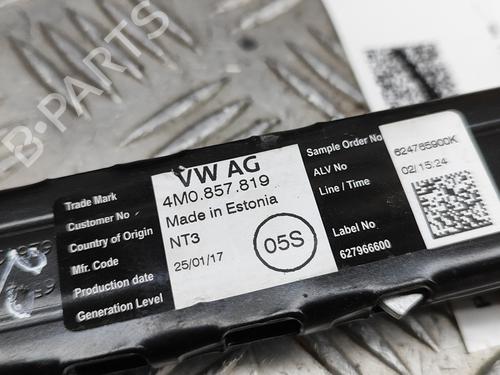 B-PARTS
Trade Mark VW AG
Customer No 4M0.857.819
Country of Origin Made in Estonia
Mfr. Code NT3
Production date 25/01/17
Generation Level
05S
Sample Order No 624765900K
ALV No
Line / Time 02/15:24
Label No
627966600